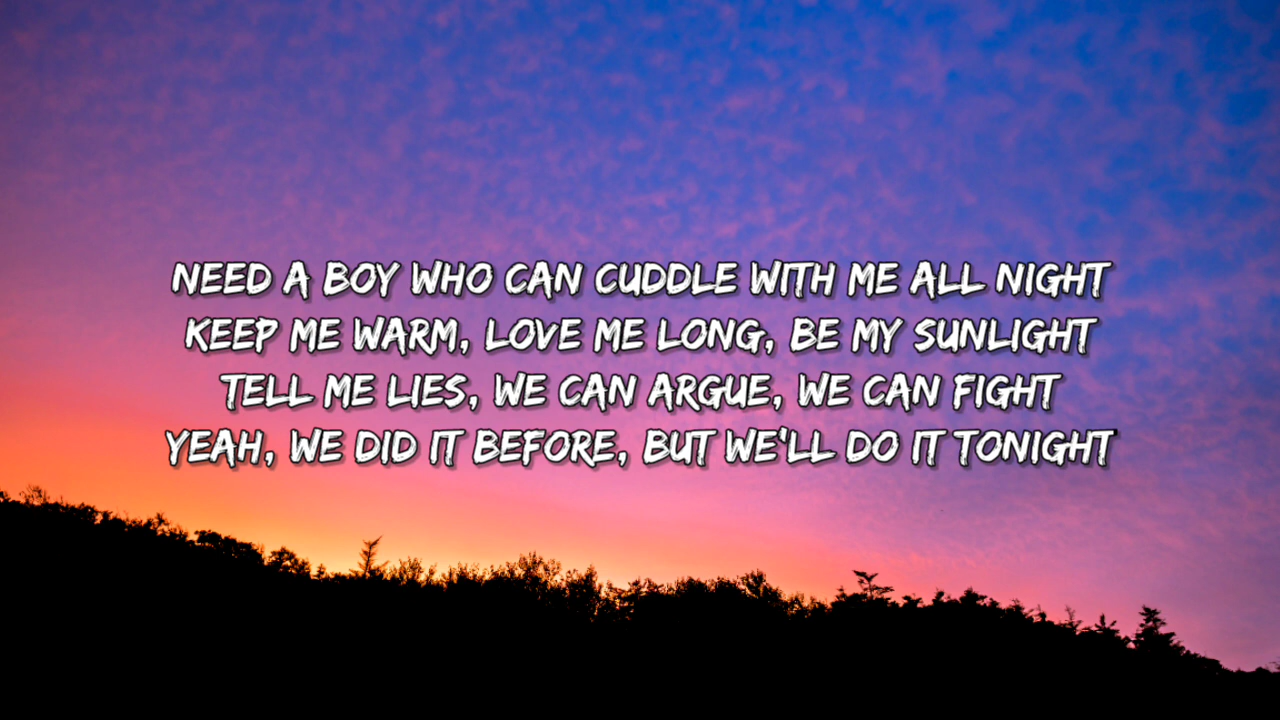 NEED A BOY WHO CAN CUDDLE WITH ME ALL NIGHT
KEEP ME WARM, LOVE ME LONG, BE MY SUNLIGHT
TELL ME LIES, WE CAN ARGUE, WE CAN FIGHT
YEAH, WE DID IT BEFORE, BUT WE'LL DO IT TONIGHT